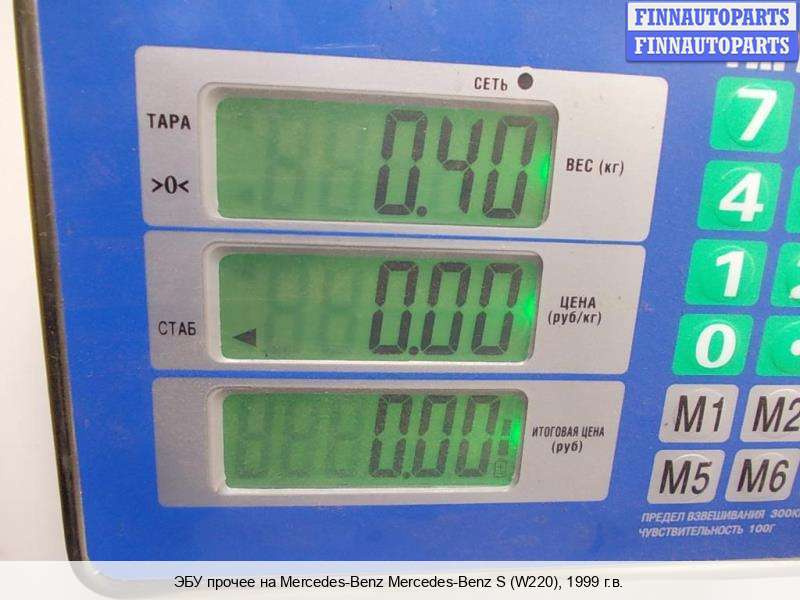 FINNAUTOPARTS
FINNAUTOPARTS
СЕТЬ
ТАРА
0.40
ВЕС (кг)
>0<
7
4
0.00
ЦЕНА
(руб/кг)
СТАБ
1
0
0.00
ИТОГОВАЯ ЦЕНА
(руб)
M1 M2
M5 M6
ПРЕДЕЛ ВЗВЕШИВАНИЯ 300К
ЧУВСТВИТЕЛЬНОСТЬ 100Г
ЭБУ прочее на Mercedes-Benz Mercedes-Benz S (W220), 1999 г.в.